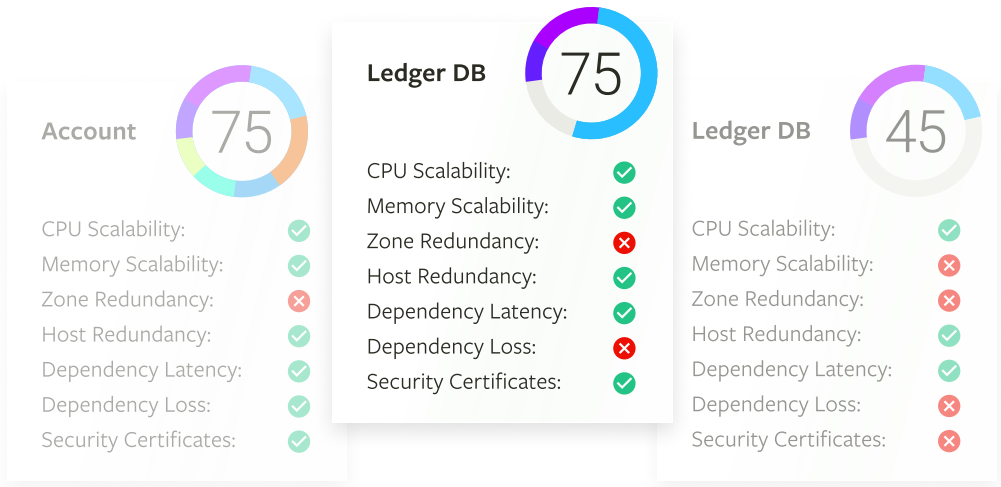 Account
75
CPU Scalability:
Memory Scalability:
Zone Redundancy:
Host Redundancy:
Dependency Latency:
Dependency Loss:
Security Certificates:
Ledger DB
75
CPU Scalability:
Memory Scalability:
Zone Redundancy:
Host Redundancy:
Dependency Latency:
Dependency Loss:
Security Certificates:
Ledger DB
45
CPU Scalability:
Memory Scalability:
Zone Redundancy:
Host Redundancy:
Dependency Latency:
Dependency Loss:
Security Certificates: